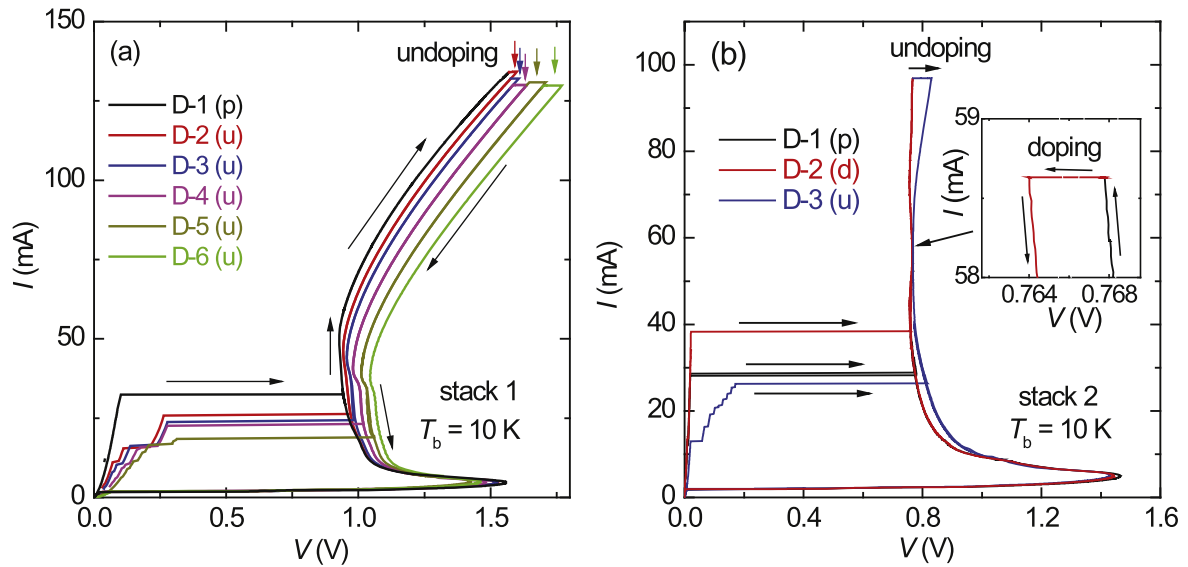 (a)
undoping
D-1 (p)
D-2 (u)
D-3 (u)
D-4 (u)
D-5 (u)
D-6 (u)
stack 1
T_b = 10 K
150
100
50
0
I (mA)
0.0
0.5
1.0
1.5
V (V)
(b)
undoping
D-1 (p)
D-2 (d)
D-3 (u)
59
doping
I (mA)
58
0.764
0.768
V (V)
stack 2
T_b = 10 K
100
80
60
40
20
0
I (mA)
0.0
0.4
0.8
1.2
1.6
V (V)